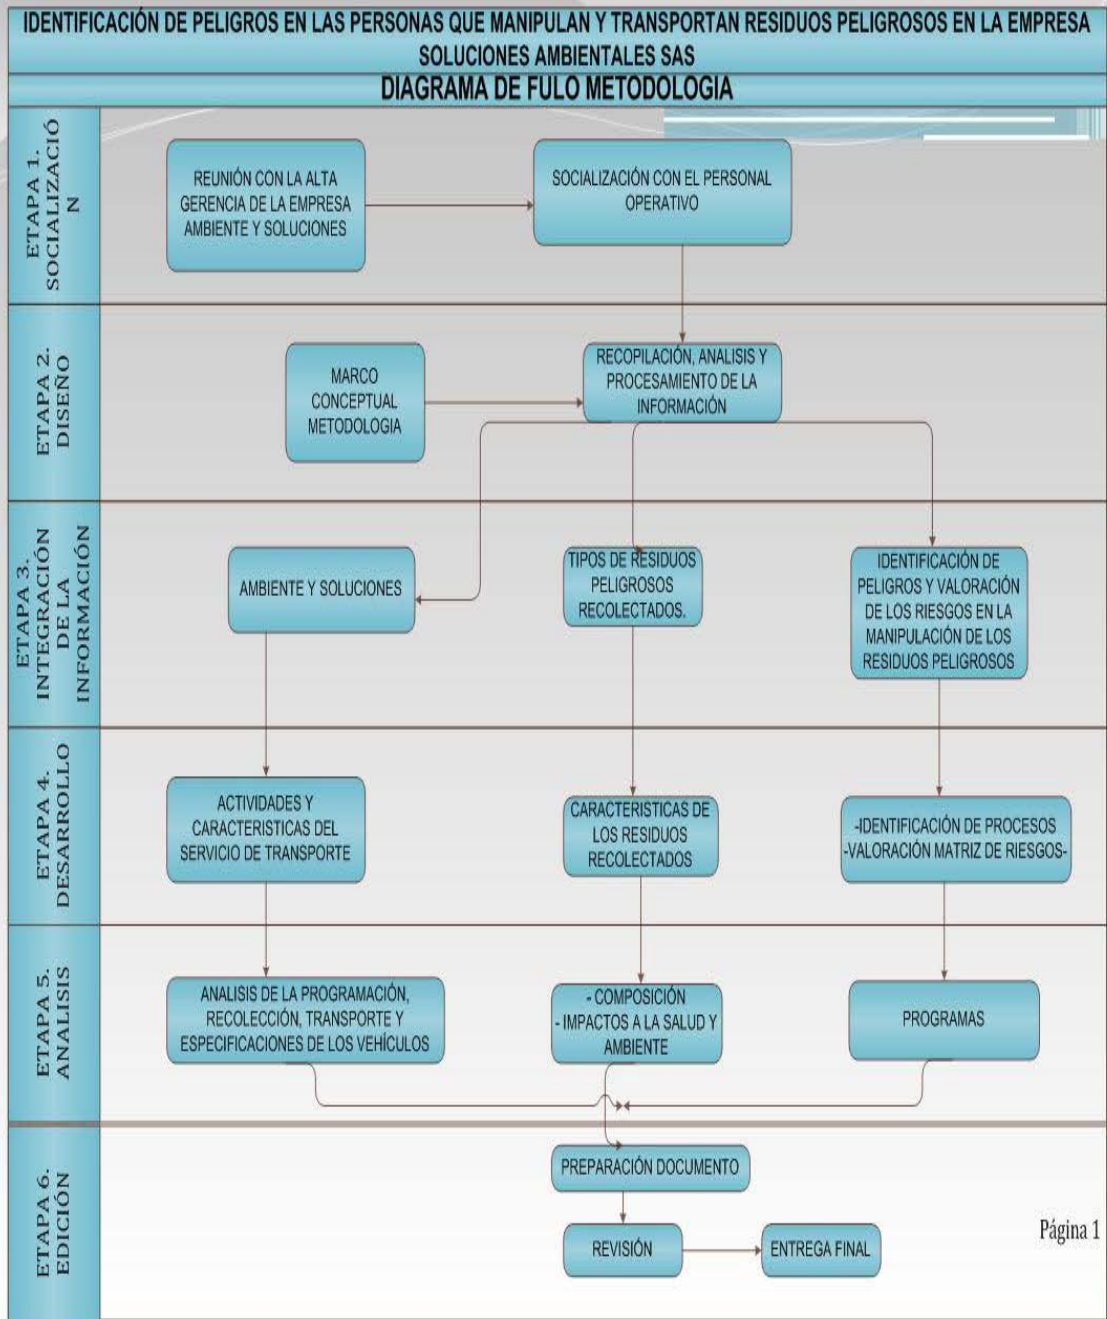 IDENTIFICACIÓN DE PELIGROS EN LAS PERSONAS QUE MANIPULAN Y TRANSPORTAN RESIDUOS PELIGROSOS EN LA EMPRESA
SOLUCIONES AMBIENTALES SAS
DIAGRAMA DE FULO METODOLOGIA
ETAPA 1.
SOCIALIZACIÓ
N
REUNIÓN CON LA ALTA
GERENCIA DE LA EMPRESA
AMBIENTE Y SOLUCIONES
SOCIALIZACIÓN CON EL PERSONAL
OPERATIVO
ETAPA 2.
DISEÑO
MARCO
CONCEPTUAL
METODOLOGIA
RECOPILACIÓN, ANALISIS Y
PROCESAMIENTO DE LA
INFORMACIÓN
ETAPA 3.
INTEGRACIÓN
DE LA
INFORMACIÓN
AMBIENTE Y SOLUCIONES
TIPOS DE RESIDUOS
PELIGROSOS
RECOLECTADOS.
IDENTIFICACIÓN DE
PELIGROS Y VALORACIÓN
DE LOS RIESGOS EN LA
MANIPULACIÓN DE LOS
RESIDUOS PELIGROSOS
ETAPA 4.
DESARROLLO
ACTIVIDADES Y
CARACTERISTICAS DEL
SERVICIO DE TRANSPORTE
CARACTERISTICAS DE
LOS RESIDUOS
RECOLECTADOS
-IDENTIFICACIÓN DE PROCESOS
-VALORACIÓN MATRIZ DE RIESGOS-
ETAPA 5.
ANALISIS
ANALISIS DE LA PROGRAMACIÓN,
RECOLECCIÓN, TRANSPORTE Y
ESPECIFICACIONES DE LOS VEHÍCULOS
- COMPOSICIÓN
- IMPACTOS A LA SALUD Y
AMBIENTE
PROGRAMAS
ETAPA 6.
EDICIÓN
PREPARACIÓN DOCUMENTO
REVISIÓN
ENTREGA FINAL
Página 1